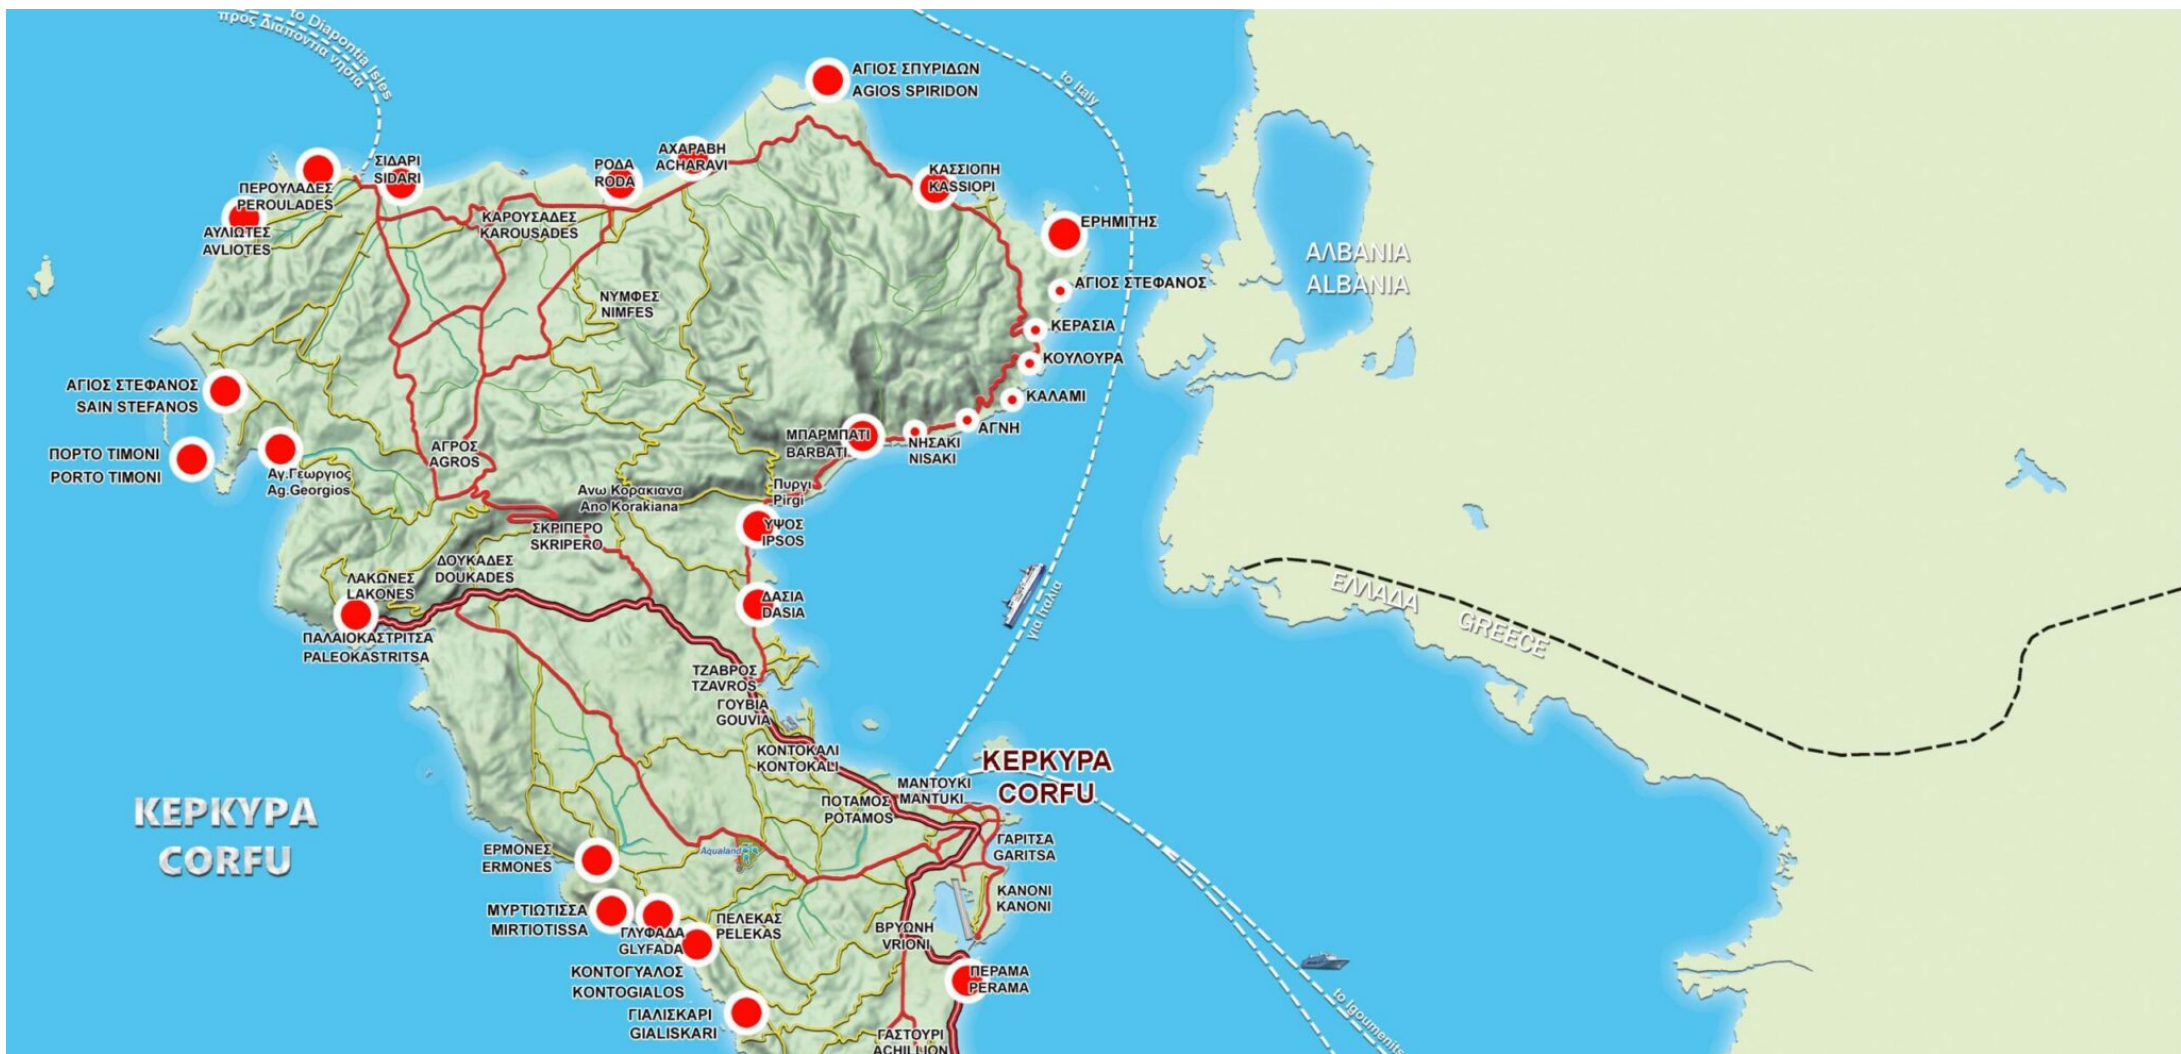 to Diapontia Isles
προς Διαπόντια νησιά
to Italy
ΑΓΙΟΣ ΣΠΥΡΙΔΩΝ
AGIOS SPIRIDON
ΑΧΑΡΑΒΗ
ACHARAVI
ΣΙΔΑΡΙ
SIDARI
ΡΟΔΑ
RODA
ΚΑΣΣΙΟΠΗ
KASSIOPI
ΠΕΡΟΥΛΑΔΕΣ
PEROULADES
ΚΑΡΟΥΣΑΔΕΣ
KAROUSADES
ΕΡΗΜΙΤΗΣ
ΑΥΛΙΩΤΕΣ
AVLIOTES
ΑΛΒΑΝΙΑ
ALBANIA
ΑΓΙΟΣ ΣΤΕΦΑΝΟΣ
ΝΥΜΦΕΣ
NIMFES
ΚΕΡΑΣΙΑ
ΚΟΥΛΟΥΡΑ
ΑΓΙΟΣ ΣΤΕΦΑΝΟΣ
SAIN STEFANOS
ΚΑΛΑΜΙ
ΑΓΝΗ
ΜΠΑΡΜΠΑΤΙ
BARBATI
ΝΗΣΑΚΙ
NISAKI
ΑΓΡΟΣ
AGROS
ΠΟΡΤΟ ΤΙΜΟΝΙ
PORTO TIMONI
Αγ.Γεωργιος
Ag.Georgios
Πυργι
Pirgi
Ανω Κορακιανα
Ano Korakiana
ΥΨΟΣ
IPSOS
ΣΚΡΙΠΕΡΟ
SKRIPERO
ΔΟΥΚΑΔΕΣ
DOUKADES
ΛΑΚΩΝΕΣ
LAKONES
ΔΑΣΙΑ
DASIA
για Ιταλία
ΕΛΛΑΔΑ
GREECE
ΠΑΛΑΙΟΚΑΣΤΡΙΤΣΑ
PALEOKASTRITSA
ΤΖΑΒΡΟΣ
TZAVROS
ΓΟΥΒΙΑ
GOUVIA
ΚΟΝΤΟΚΑΛΙ
KONTOKALI
ΚΕΡΚΥΡΑ
CORFU
ΜΑΝΤΟΥΚΙ
MANTUKI
ΠΟΤΑΜΟΣ
POTAMOS
ΚΕΡΚΥΡΑ
CORFU
ΓΑΡΙΤΣΑ
GARITSA
ΕΡΜΟΝΕΣ
ERMONES
Aqualand
ΚΑΝΟΝΙ
KANONI
ΜΥΡΤΙΩΤΙΣΣΑ
MIRTIOTISSA
ΓΛΥΦΑΔΑ
GLYFADA
ΠΕΛΕΚΑΣ
PELEKAS
ΒΡΥΩΝΗ
VRIONI
ΚΟΝΤΟΓΥΑΛΟΣ
KONTOGIALOS
ΠΕΡΑΜΑ
PERAMA
ΓΙΑΛΙΣΚΑΡΙ
GIALISKARI
ΓΑΣΤΟΥΡΙ
ACHILLION
to Igoumenits